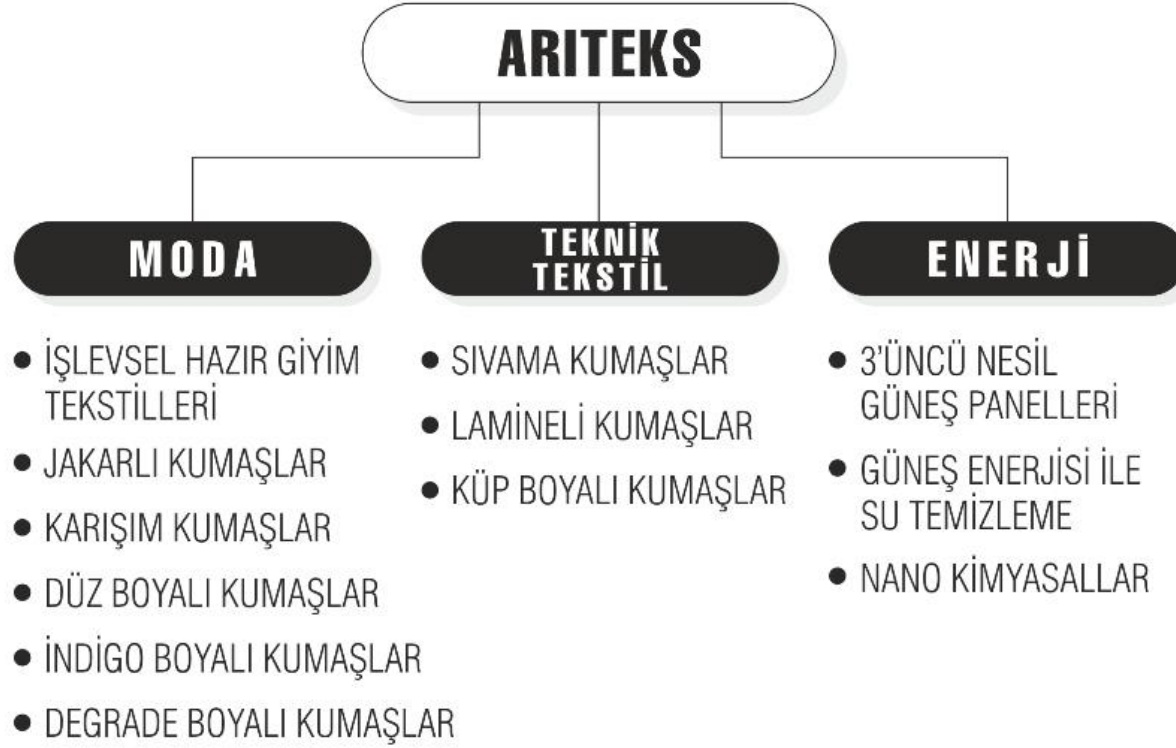 ARITEKS
MODA
İŞLEVSEL HAZIR GİYİM
TEKSTİLLERİ
JAKARLI KUMAŞLAR
KARIŞIM KUMAŞLAR
DÜZ BOYALI KUMAŞLAR
İNDİGO BOYALI KUMAŞLAR
DEGRADE BOYALI KUMAŞLAR
TEKNİK
TEKSTİL
SIVAMA KUMAŞLAR
LAMİNELİ KUMAŞLAR
KÜP BOYALI KUMAŞLAR
ENERJİ
3'ÜNCÜ NESİL
GÜNEŞ PANELLERİ
GÜNEŞ ENERJİSİ İLE
SU TEMİZLEME
NANO KİMYASALLAR